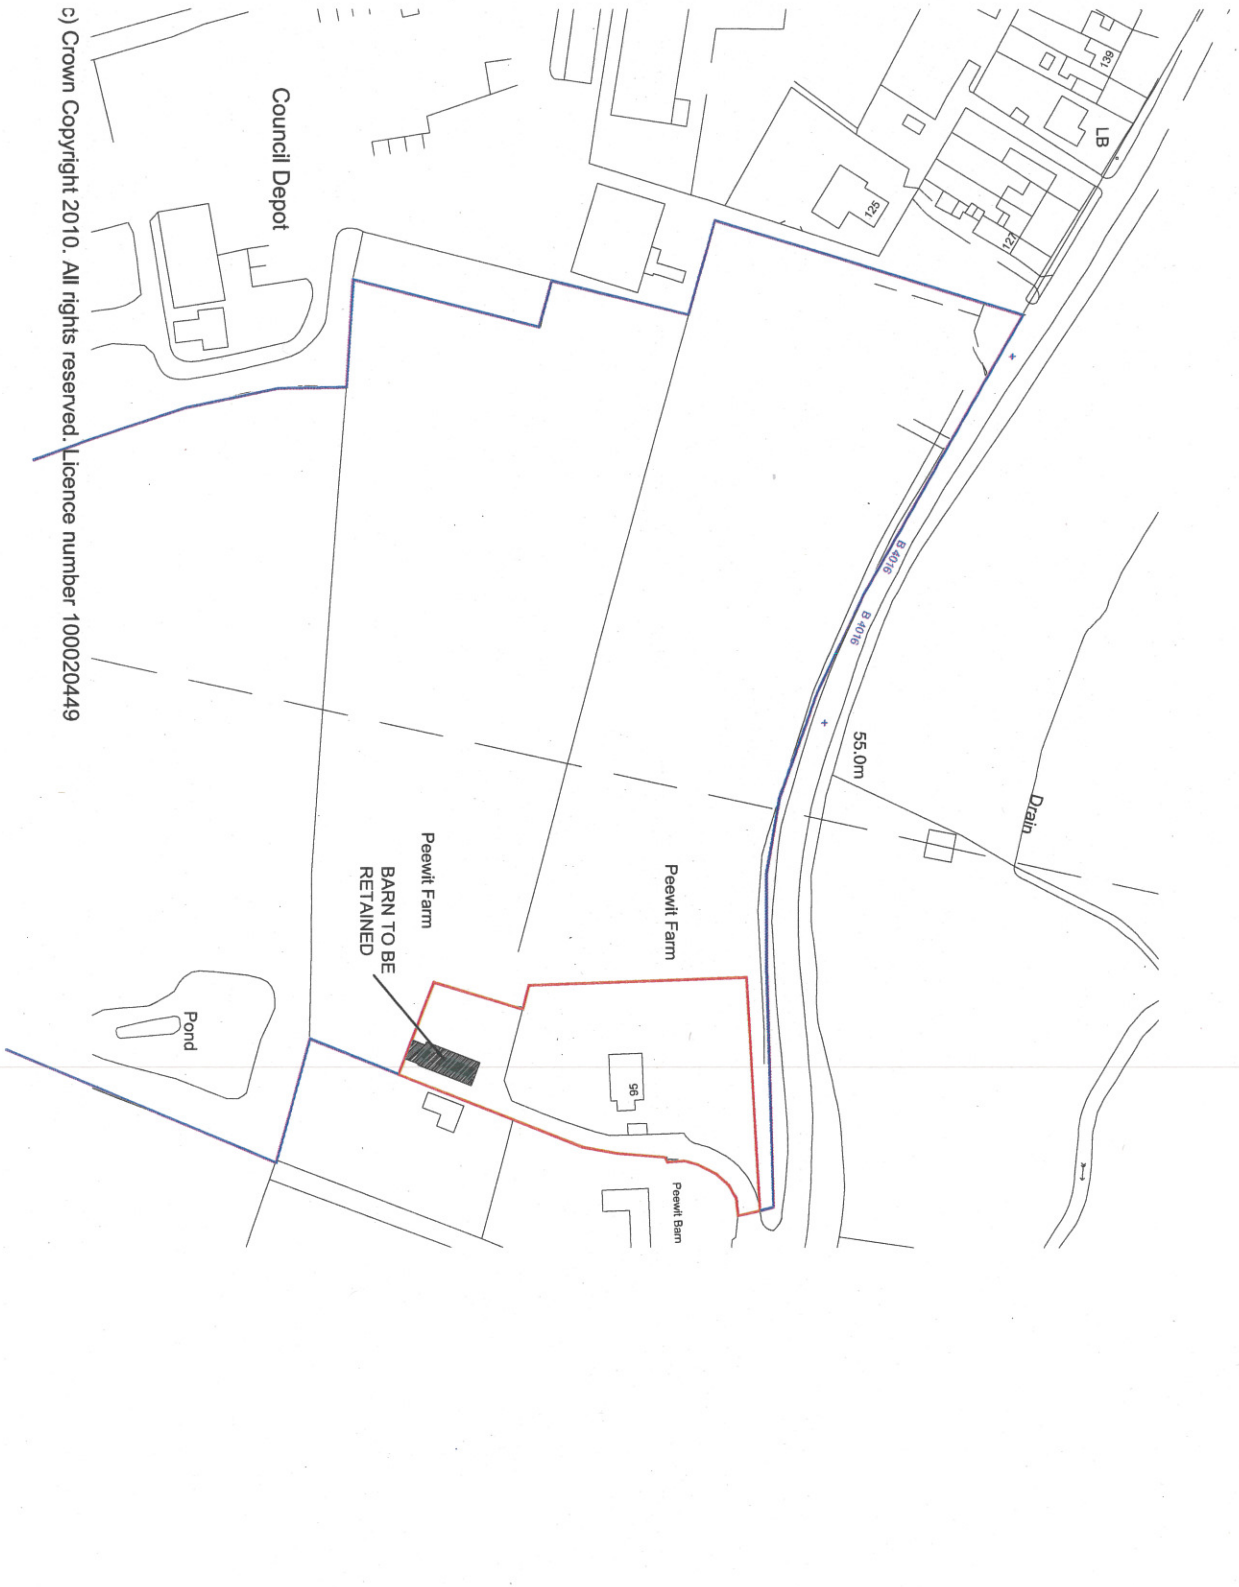 139
LB
127
125
Council Depot
B 4016
B 4016
55.0m
Drain
Peewit Farm
Peewit Farm
BARN TO BE
RETAINED
96
Pond
Peewit Barn
c) Crown Copyright 2010. All rights reserved. Licence number 100020449